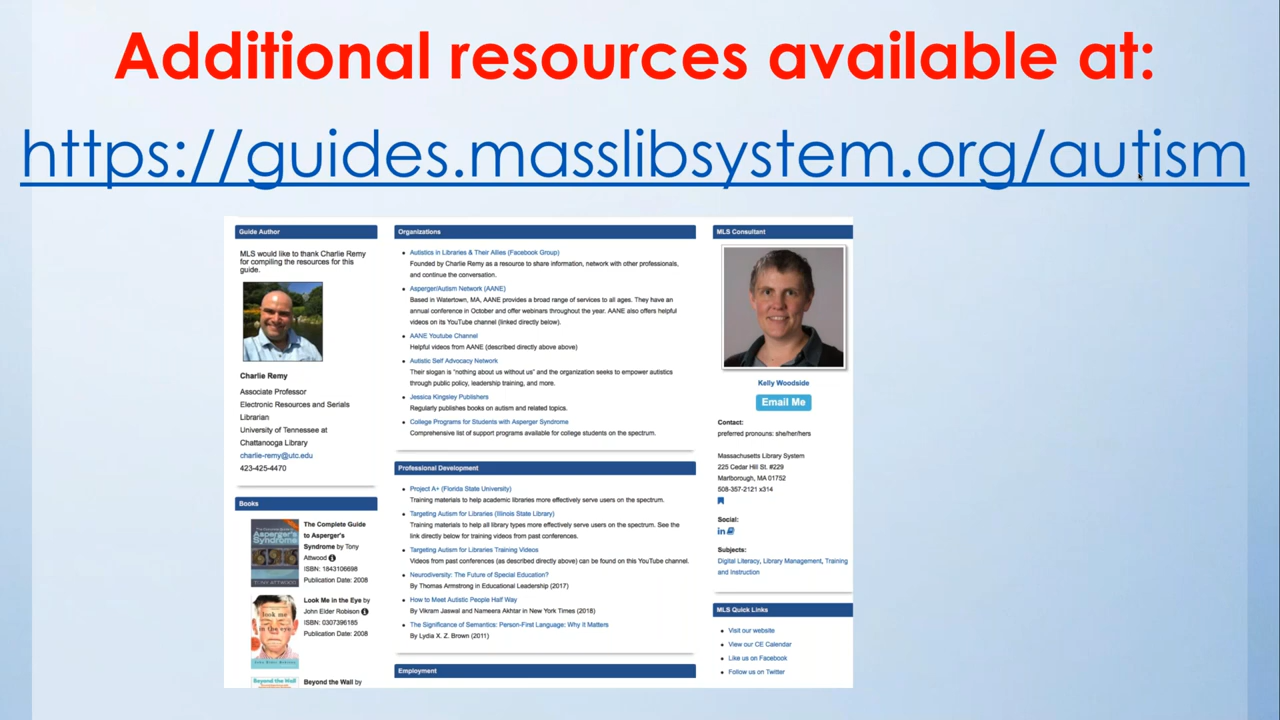 Additional resources available at:
https://guides.masslibsystem.org/autism
Guide Author
MLS would like to thank Charlie Remy
for compiling the resources for this
guide.
Charlie Remy
Associate Professor
Electronic Resources and Serials
Librarian
University of Tennessee at
Chattanooga Library
charlie-remy@utc.edu
423-425-4470
Books
The Complete Guide
to Asperger's
Syndrome by Tony
Attwood
ISBN: 1843106698
Publication Date: 2008
Look Me in the Eye by
John Elder Robison
ISBN: 0307396185
Publication Date: 2008
Beyond the Wall by
Organizations
Autistics in Libraries & Their Allies (Facebook Group)
Founded by Charlie Remy as a resource to share information, network with other professionals,
and continue the conversation.
Asperger/Autism Network (AANE)
Based in Watertown, MA, AANE provides a broad range of services to all ages. They have an
annual conference in October and offer webinars throughout the year. AANE also offers helpful
videos on its YouTube channel (linked directly below).
AANE Youtube Channel
Helpful videos from AANE (described directly above above)
Autistic Self Advocacy Network
Their slogan is "nothing about us without us" and the organization seeks to empower autistics
through public policy, leadership training, and more.
Jessica Kingsley Publishers
Regularly publishes books on autism and related topics.
College Programs for Students with Asperger Syndrome
Comprehensive list of support programs available for college students on the spectrum.
Professional Development
Project A+ (Florida State University)
Training materials to help academic libraries more effectively serve users on the spectrum.
Targeting Autism for Libraries (Illinois State Library)
Training materials to help all library types more effectively serve users on the spectrum. See the
link directly below for training videos from past conferences.
Targeting Autism for Libraries Training Videos
Videos from past conferences (as described directly above) can be found on this YouTube channel.
Neurodiversity: The Future of Special Education?
By Thomas Armstrong in Educational Leadership (2017)
How to Meet Autistic People Half Way
By Vikram Jaswal and Nameera Akhtar in New York Times (2018)
The Significance of Semantics: Person-First Language: Why It Matters
By Lydia X. Z. Brown (2011)
Employment
MLS Consultant
Kelly Woodside
Email Me
Contact:
preferred pronouns: she/her/hers
Massachusetts Library System
225 Cedar Hill St. #229
Marlborough, MA 01752
508-357-2121 x314
Social:
in
Subjects:
Digital Literacy, Library Management, Training
and Instruction
MLS Quick Links
Visit our website
View our CE Calendar
Like us on Facebook
Follow us on Twitter